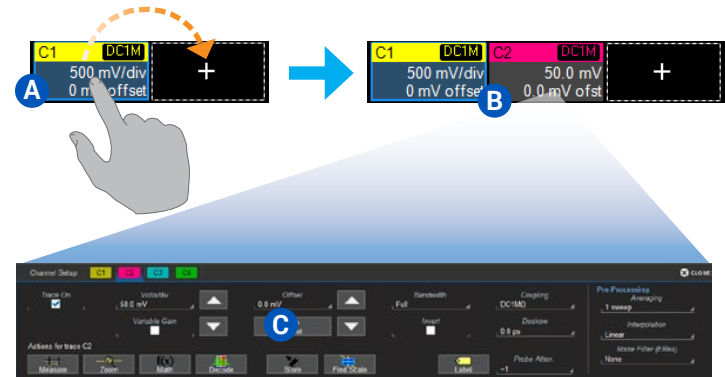 C1 DC1M
500 mV/div
0 mV offset
+
A
C1 DC1M
500 mV/div
0 mV offset
C2 DC1M
50.0 mV
0.0 mV ofst
+
B
Channel Setup C1 C2 C3 C4 CLOSE
Trace On
Volts/div
50.0 mV
Variable Gain
Offset
0.0 mV
C
Bandwidth
Full
Invert
Coupling
DC1MΩ
Deskew
0.0 ps
Probe Atten.
÷1
Pre-Processing
Averaging
1 sweep
Interpolation
Linear
Noise Filter (ERes)
None
Actions for trace C2
Measure
Zoom
f(x)
Math
Decode
Store
Find Scale
Label